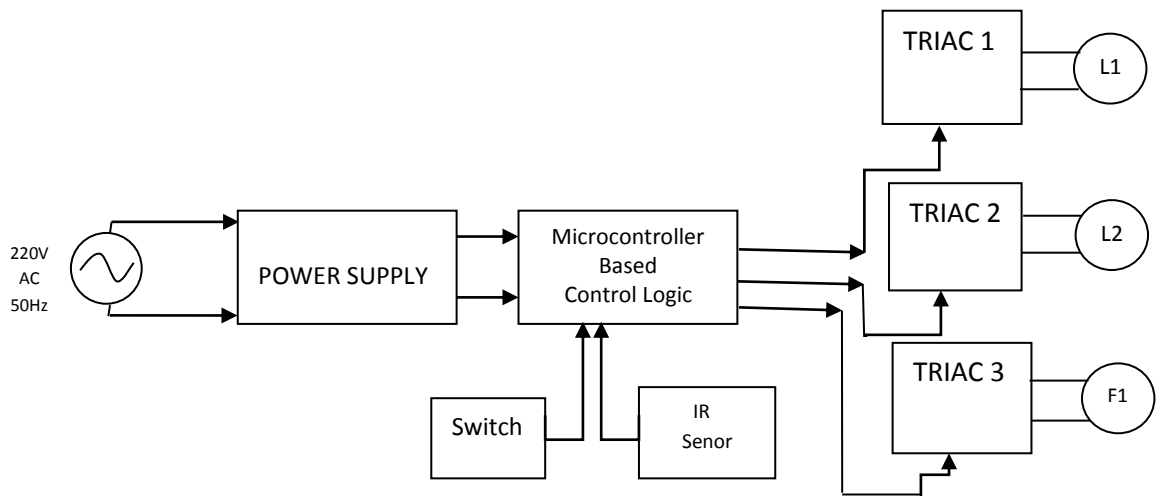 220V
AC
50Hz
POWER SUPPLY
Microcontroller
Based
Control Logic
Switch
IR
Senor
TRIAC 1
L1
TRIAC 2
L2
TRIAC 3
F1